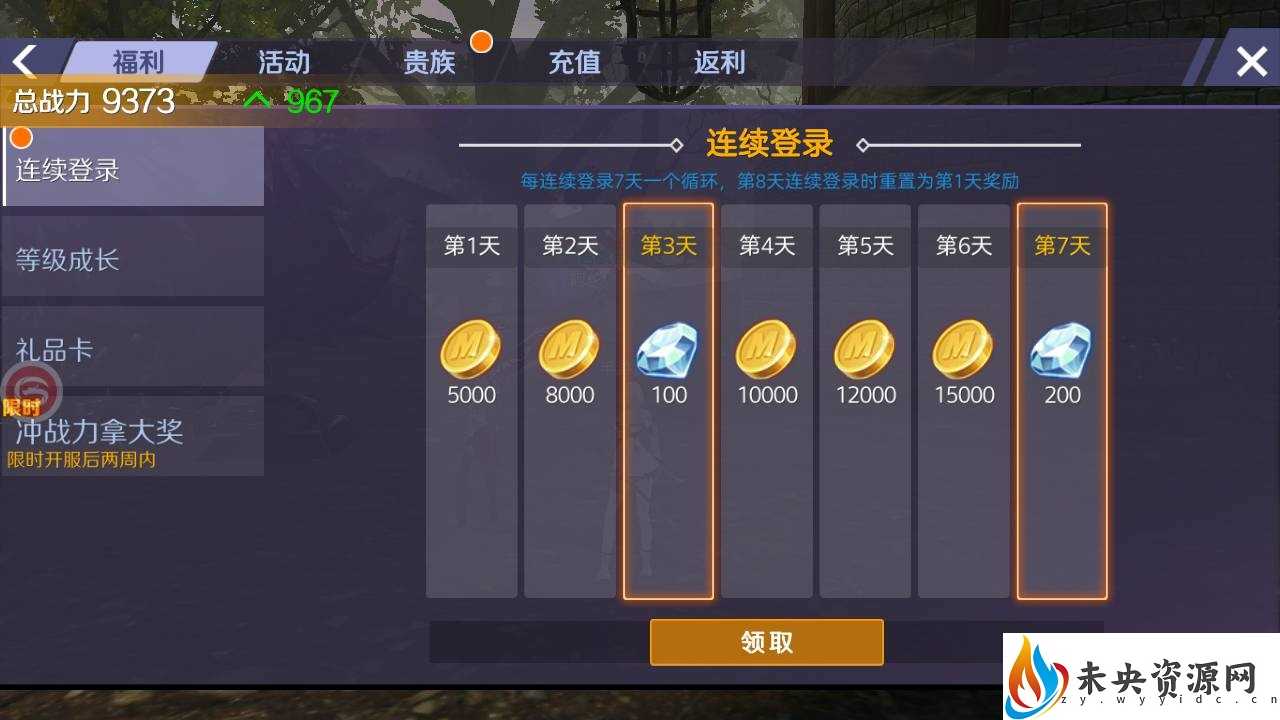 福利
活动
贵族
充值
返利
总战力 9373 967
连续登录
等级成长
礼品卡
限时
冲战力拿大奖
限时开服后两周内
连续登录
每连续登录7天一个循环，第8天连续登录时重置为第1天奖励
第1天 第2天 第3天 第4天 第5天 第6天 第7天
M M M M M
5000 8000 100 10000 12000 15000 200
领取
未央资源网
zy.wyyidc.cn